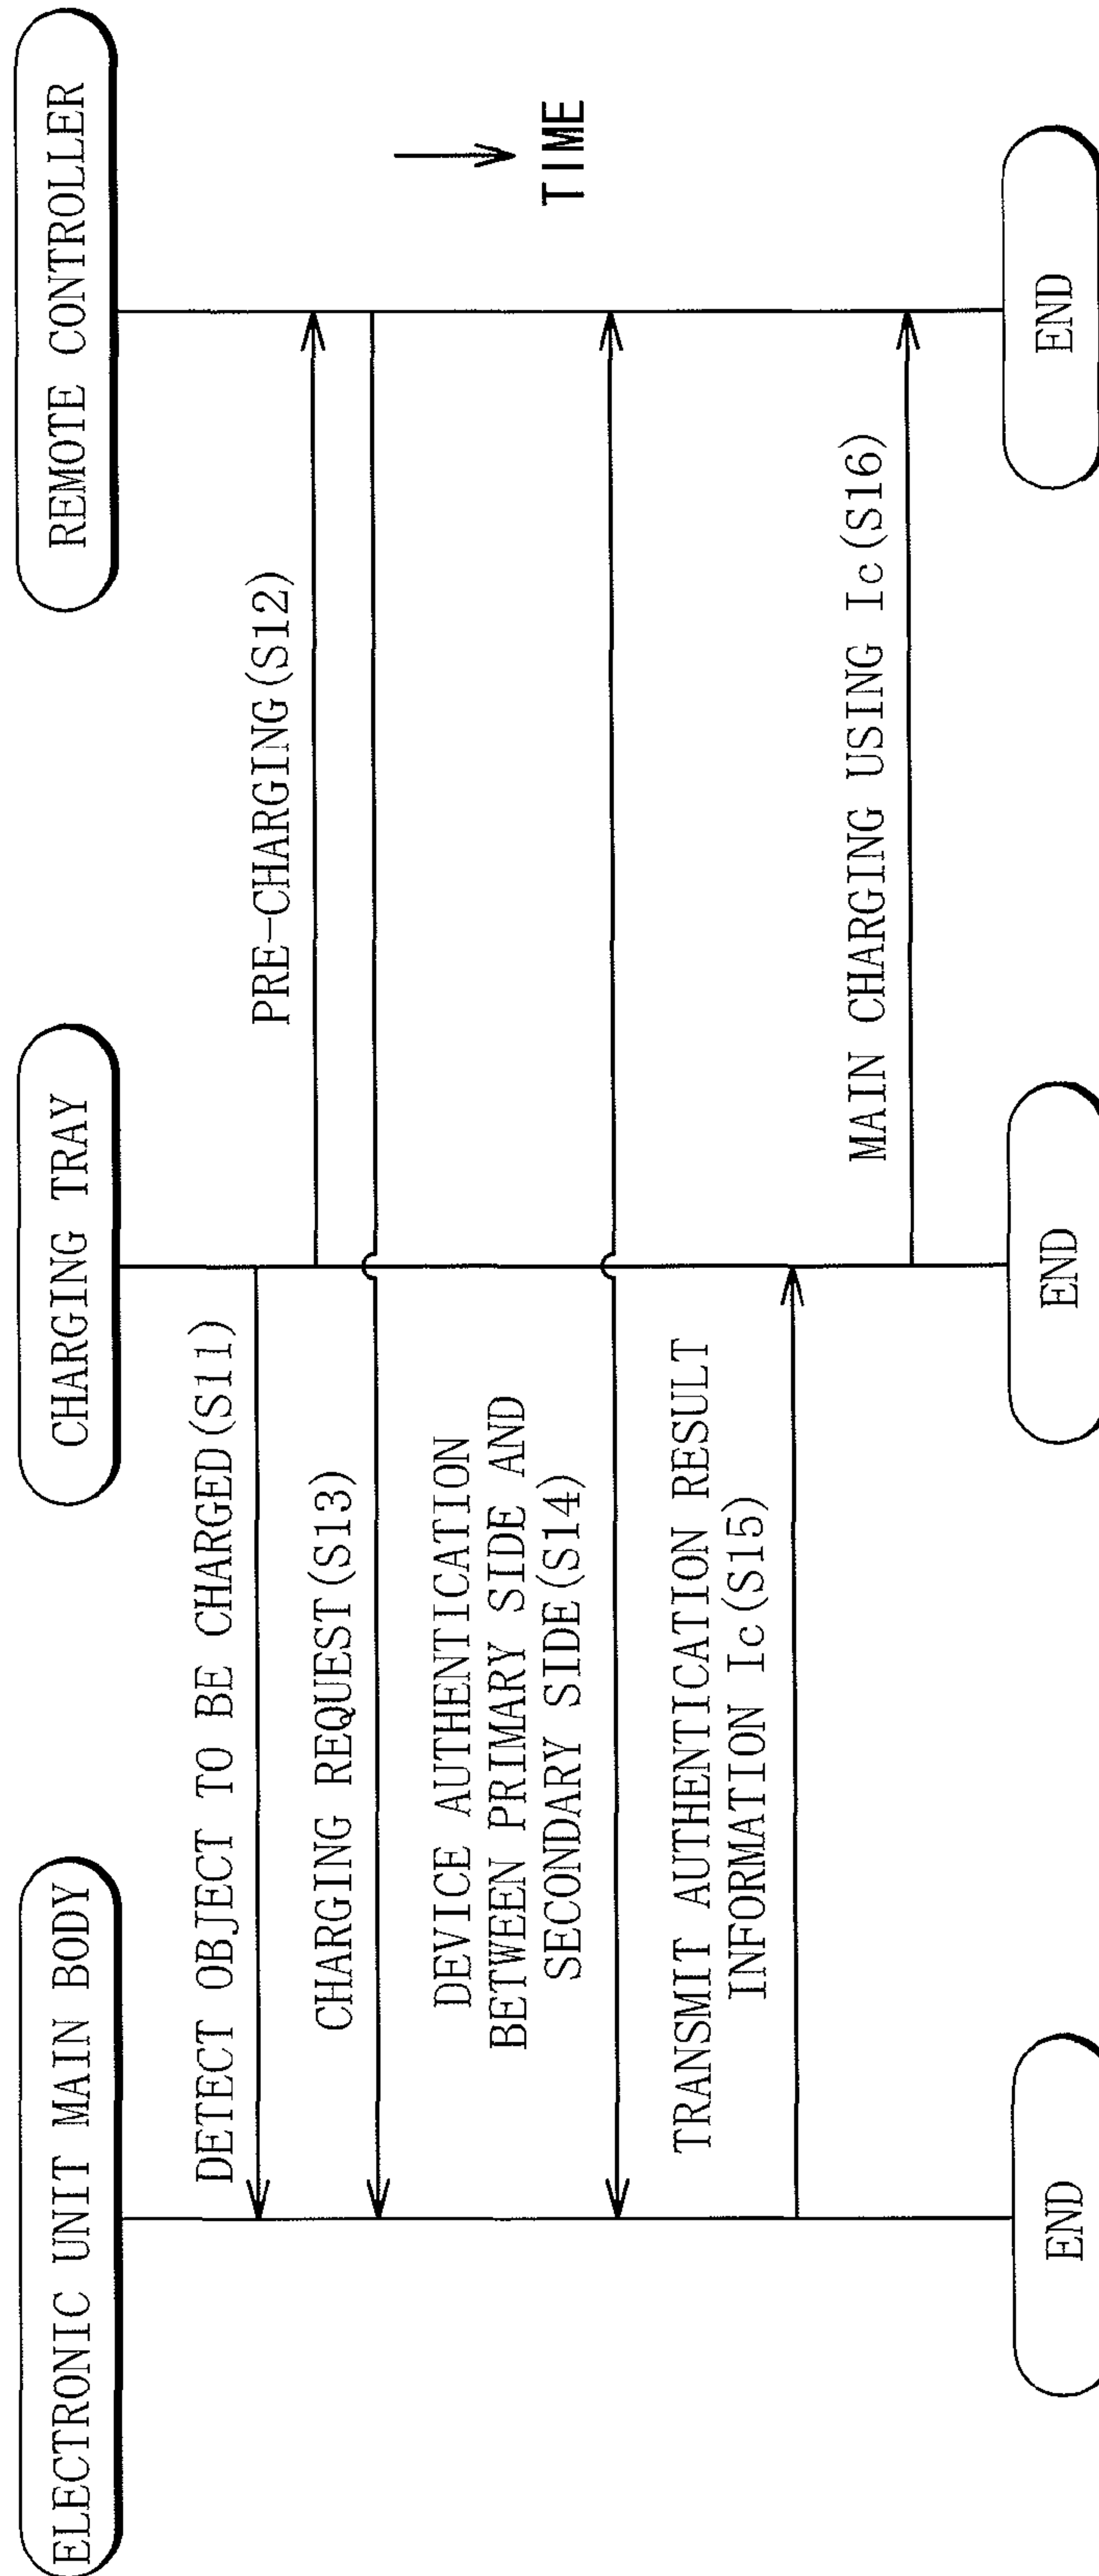 ELECTRONIC UNIT MAIN BODY
CHARGING TRAY
REMOTE CONTROLLER
DETECT OBJECT TO BE CHARGED(S11)
PRE-CHARGING(S12)
CHARGING REQUEST(S13)
DEVICE AUTHENTICATION
BETWEEN PRIMARY SIDE AND
SECONDARY SIDE(S14)
TRANSMIT AUTHENTICATION RESULT
INFORMATION Ic(S15)
MAIN CHARGING USING Ic(S16)
TIME
END
END
END